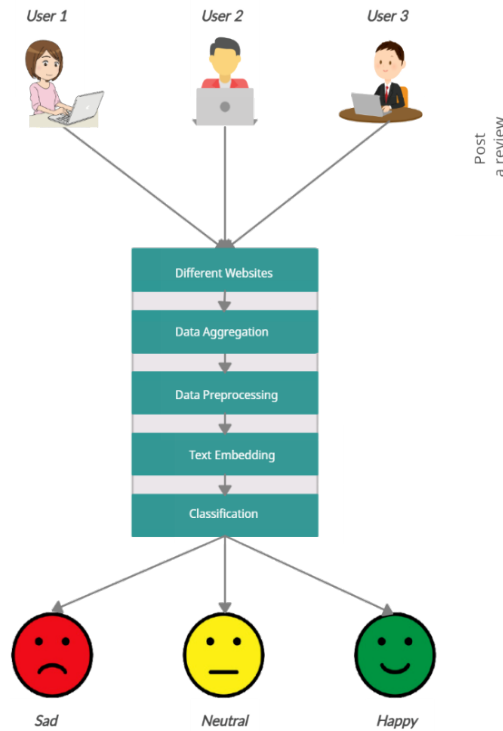 User 1
User 2
User 3
Post
a review
Different Websites
Data Aggregation
Data Preprocessing
Text Embedding
Classification
Sad
Neutral
Happy